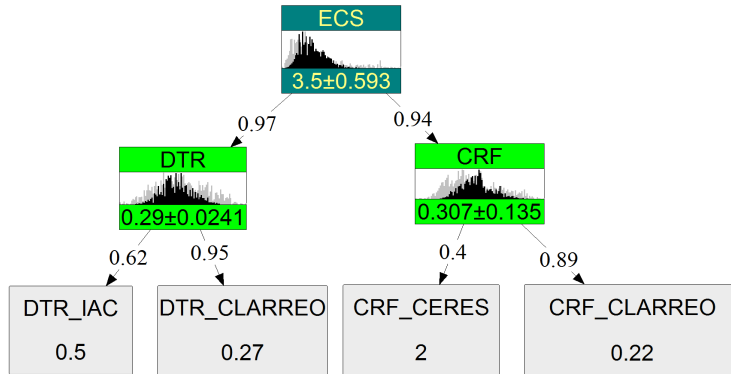 ECS
3.5±0.593
0.97
0.94
DTR
0.29±0.0241
CRF
0.307±0.135
0.62
0.95
0.4
0.89
DTR_IAC
0.5
DTR_CLARREO
0.27
CRF_CERES
2
CRF_CLARREO
0.22